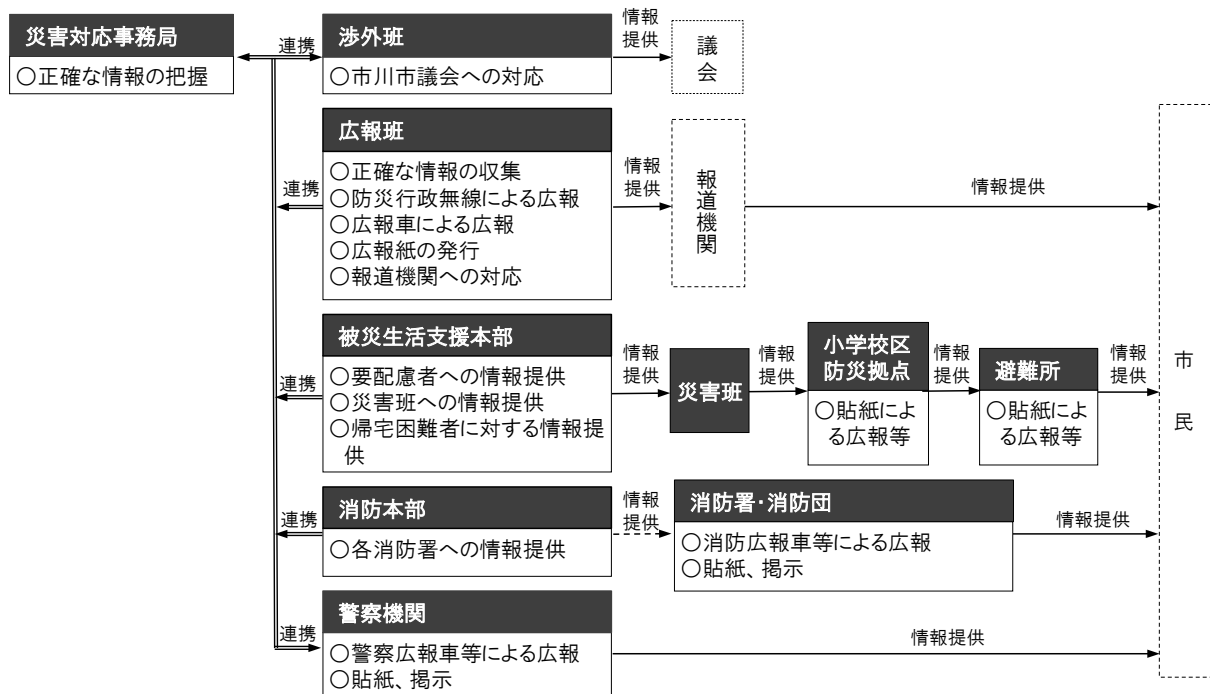 災害対応事務局
○正確な情報の把握
連携
渉外班
○市川市議会への対応
情報
提供
議
会
連携
広報班
○正確な情報の収集
○防災行政無線による広報
○広報車による広報
○広報紙の発行
○報道機関への対応
情報
提供
報
道
機
関
情報提供
連携
被災生活支援本部
○要配慮者への情報提供
○災害班への情報提供
○帰宅困難者に対する情報提
供
情報
提供
災害班
情報
提供
小学校区
防災拠点
○貼紙によ
る広報等
情報
提供
避難所
○貼紙によ
る広報等
情報
提供
市
民
連携
消防本部
○各消防署への情報提供
情報
提供
消防署・消防団
○消防広報車等による広報
○貼紙、掲示
情報提供
連携
警察機関
○警察広報車等による広報
○貼紙、掲示
情報提供